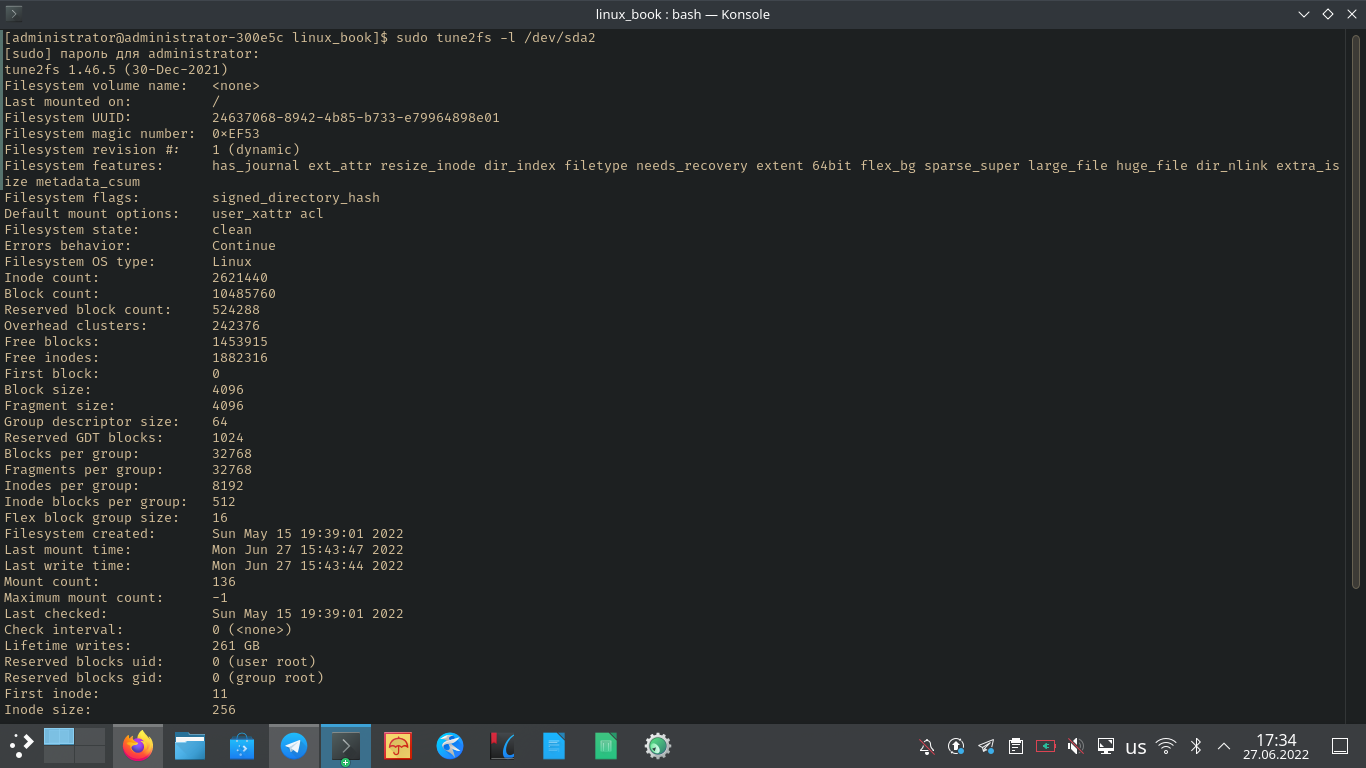 linux_book : bash — Konsole
[administrator@administrator-300e5c linux_book]$ sudo tune2fs -l /dev/sda2
[sudo] пароль для administrator:
tune2fs 1.46.5 (30-Dec-2021)
Filesystem volume name:   <none>
Last mounted on:          /
Filesystem UUID:          24637068-8942-4b85-b733-e79964898e01
Filesystem magic number:  0xEF53
Filesystem revision #:    1 (dynamic)
Filesystem features:      has_journal ext_attr resize_inode dir_index filetype needs_recovery extent 64bit flex_bg sparse_super large_file huge_file dir_nlink extra_is
ize metadata_csum
Filesystem flags:         signed_directory_hash
Default mount options:    user_xattr acl
Filesystem state:         clean
Errors behavior:          Continue
Filesystem OS type:       Linux
Inode count:              2621440
Block count:              10485760
Reserved block count:     524288
Overhead clusters:        242376
Free blocks:              1453915
Free inodes:              1882316
First block:              0
Block size:               4096
Fragment size:            4096
Group descriptor size:    64
Reserved GDT blocks:      1024
Blocks per group:         32768
Fragments per group:      32768
Inodes per group:         8192
Inode blocks per group:   512
Flex block group size:    16
Filesystem created:       Sun May 15 19:39:01 2022
Last mount time:          Mon Jun 27 15:43:47 2022
Last write time:          Mon Jun 27 15:43:44 2022
Mount count:              136
Maximum mount count:      -1
Last checked:             Sun May 15 19:39:01 2022
Check interval:           0 (<none>)
Lifetime writes:          261 GB
Reserved blocks uid:      0 (user root)
Reserved blocks gid:      0 (group root)
First inode:              11
Inode size:               256
us
17:34
27.06.2022